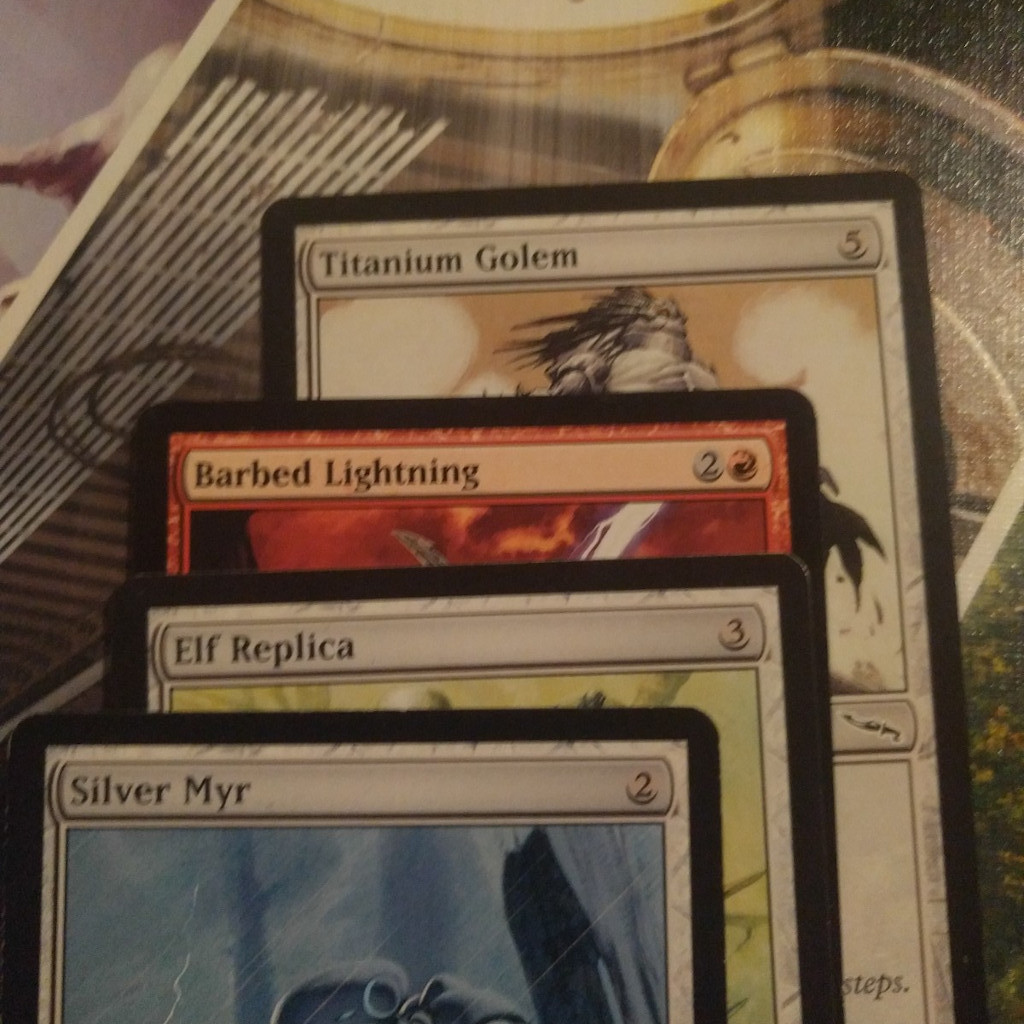 Titanium Golem 5
Barbed Lightning 2
Elf Replica 3
Silver Myr 2
steps.